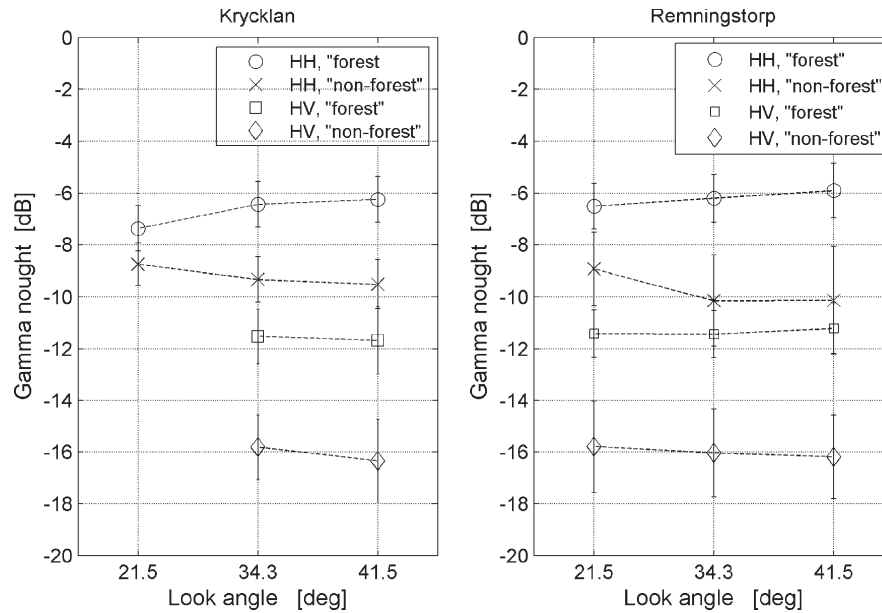 Krycklan
0
-2
-4
-6
-8
-10
-12
-14
-16
-18
-20
Gamma nought [dB]
HH, "forest
HH, "non-forest"
HV, "forest"
HV, "non-forest"
21.5 34.3 41.5
Look angle [deg]
Remningstorp
0
-2
-4
-6
-8
-10
-12
-14
-16
-18
-20
Gamma nought [dB]
HH, "forest"
HH, "non-forest"
HV, "forest"
HV, "non-forest"
21.5 34.3 41.5
Look angle [deg]